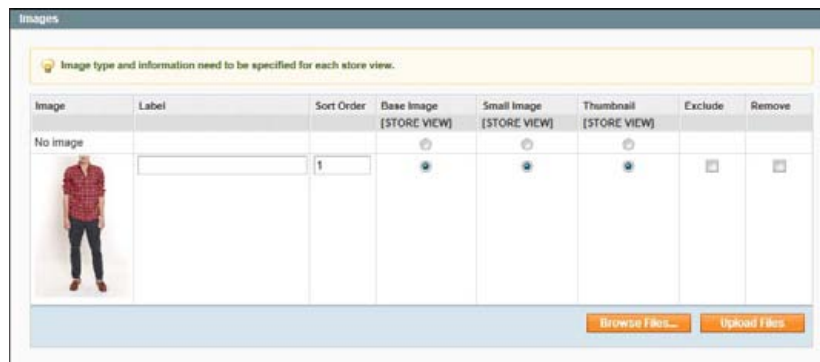 Images
Image type and information need to be specified for each store view.
Image Label Sort Order Base Image Small Image Thumbnail Exclude Remove
[STORE VIEW] [STORE VIEW] [STORE VIEW]
No image
1
Browse Files... Upload Files